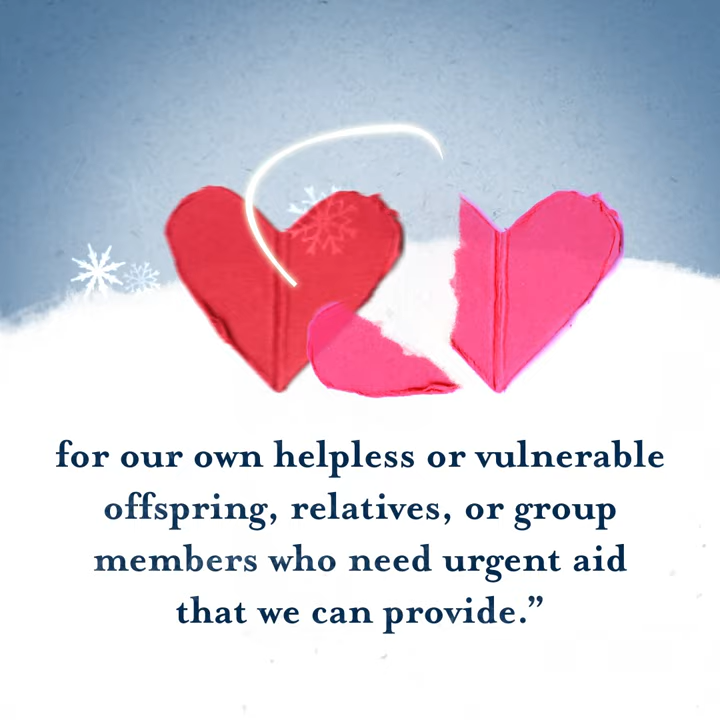 for our own helpless or vulnerable
offspring, relatives, or group
members who need urgent aid
that we can provide.”